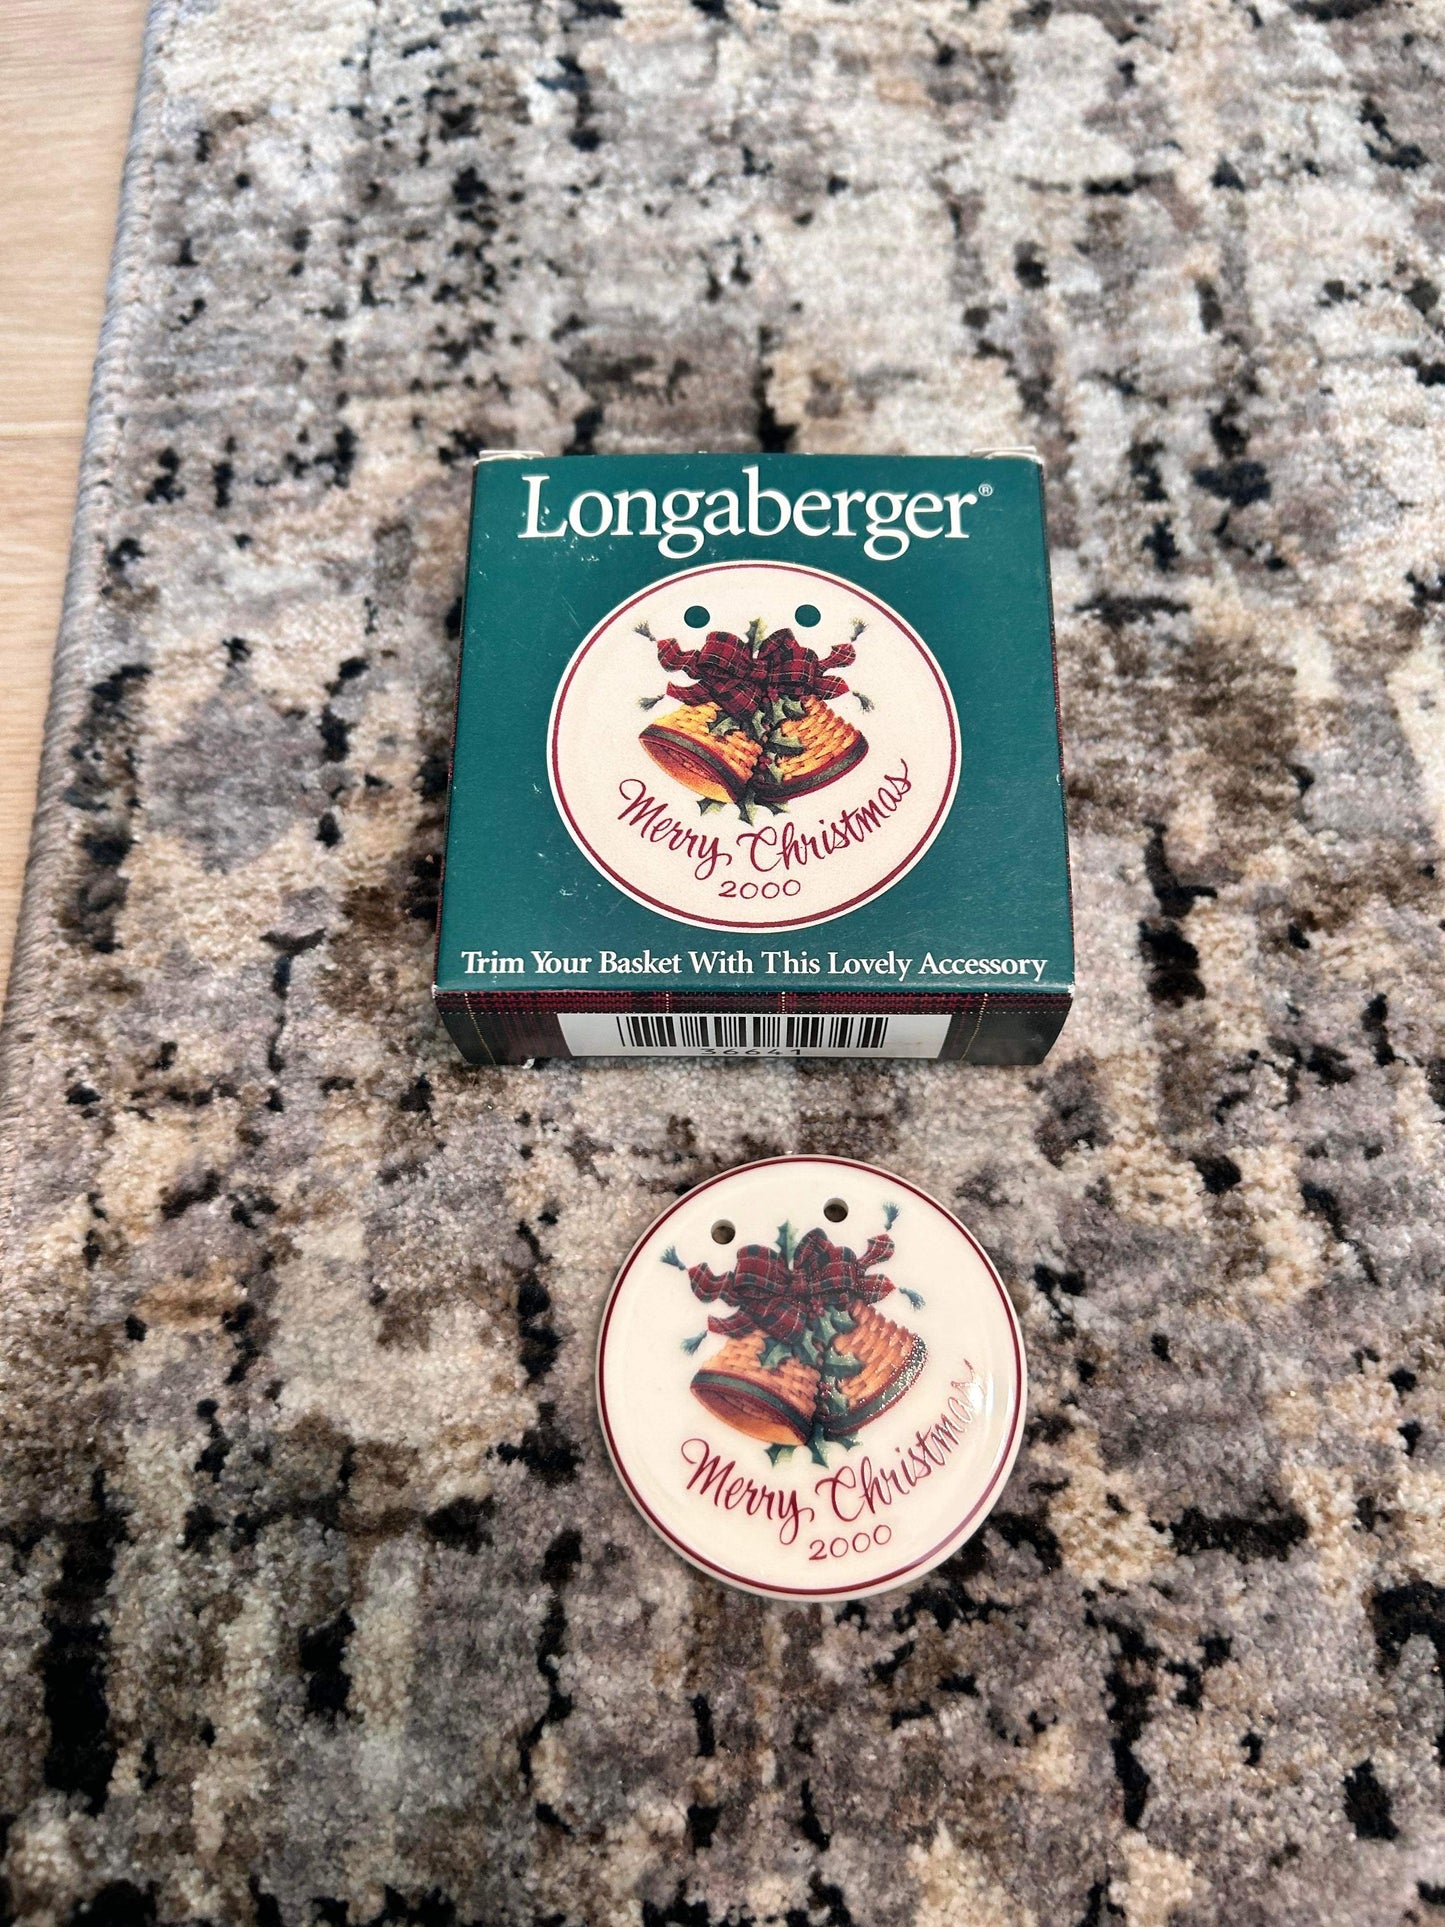 Longaberger®
Merry Christmas
2000
Trim Your Basket With This Lovely Accessory
36641
Merry Christmas
2000